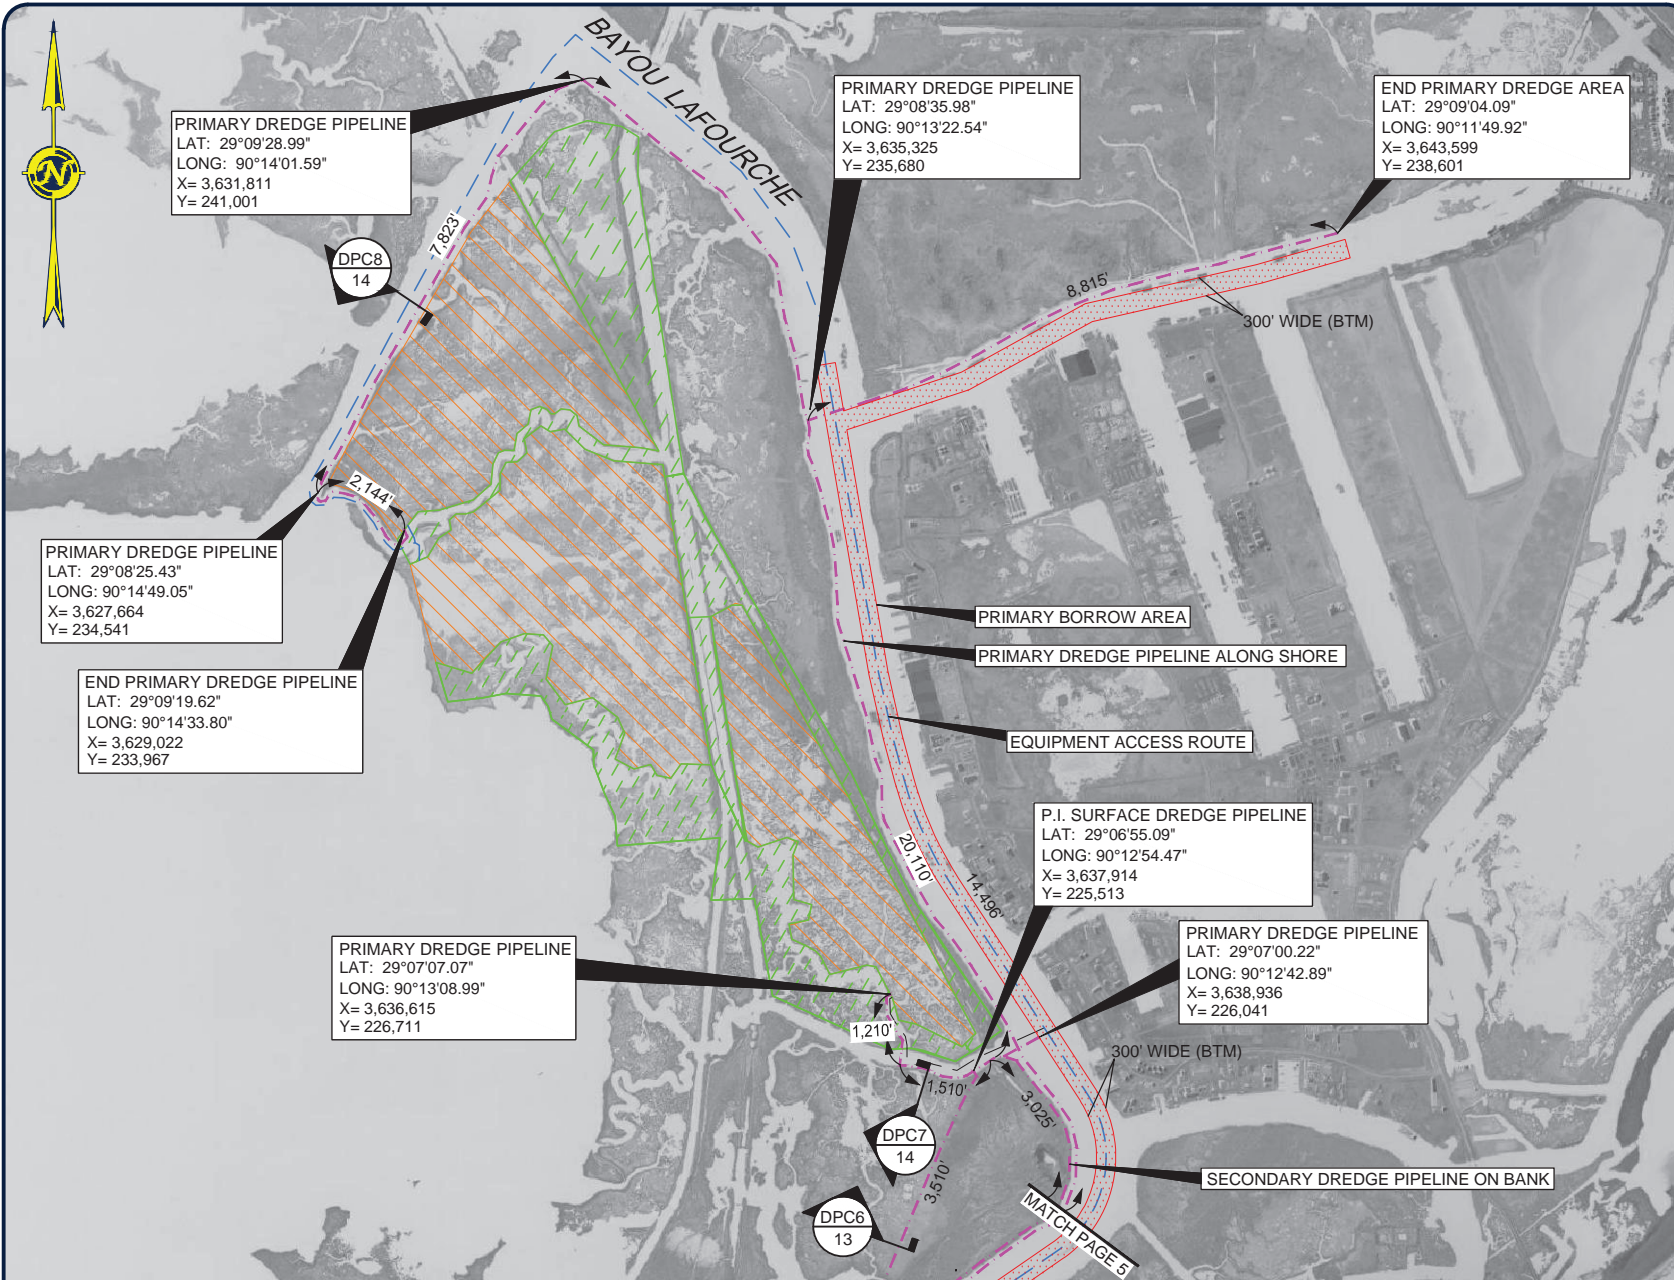 BAYOU LAFOURCHE
N
PRIMARY DREDGE PIPELINE
LAT: 29°09'28.99"
LONG: 90°14'01.59"
X= 3,631,811
Y= 241,001
PRIMARY DREDGE PIPELINE
LAT: 29°08'35.98"
LONG: 90°13'22.54"
X= 3,635,325
Y= 235,680
END PRIMARY DREDGE AREA
LAT: 29°09'04.09"
LONG: 90°11'49.92"
X= 3,643,599
Y= 238,601
7,823'
DPC8
14
8,815'
300' WIDE (BTM)
2,144'
PRIMARY DREDGE PIPELINE
LAT: 29°08'25.43"
LONG: 90°14'49.05"
X= 3,627,664
Y= 234,541
PRIMARY BORROW AREA
PRIMARY DREDGE PIPELINE ALONG SHORE
END PRIMARY DREDGE PIPELINE
LAT: 29°09'19.62"
LONG: 90°14'33.80"
X= 3,629,022
Y= 233,967
EQUIPMENT ACCESS ROUTE
P.I. SURFACE DREDGE PIPELINE
LAT: 29°06'55.09"
LONG: 90°12'54.47"
X= 3,637,914
Y= 225,513
20,110'
14,496'
PRIMARY DREDGE PIPELINE
LAT: 29°07'07.07"
LONG: 90°13'08.99"
X= 3,636,615
Y= 226,711
PRIMARY DREDGE PIPELINE
LAT: 29°07'00.22"
LONG: 90°12'42.89"
X= 3,638,936
Y= 226,041
1,210'
300' WIDE (BTM)
1,510'
3,025'
DPC7
14
3,510'
SECONDARY DREDGE PIPELINE ON BANK
DPC6
13
MATCH PAGE 5